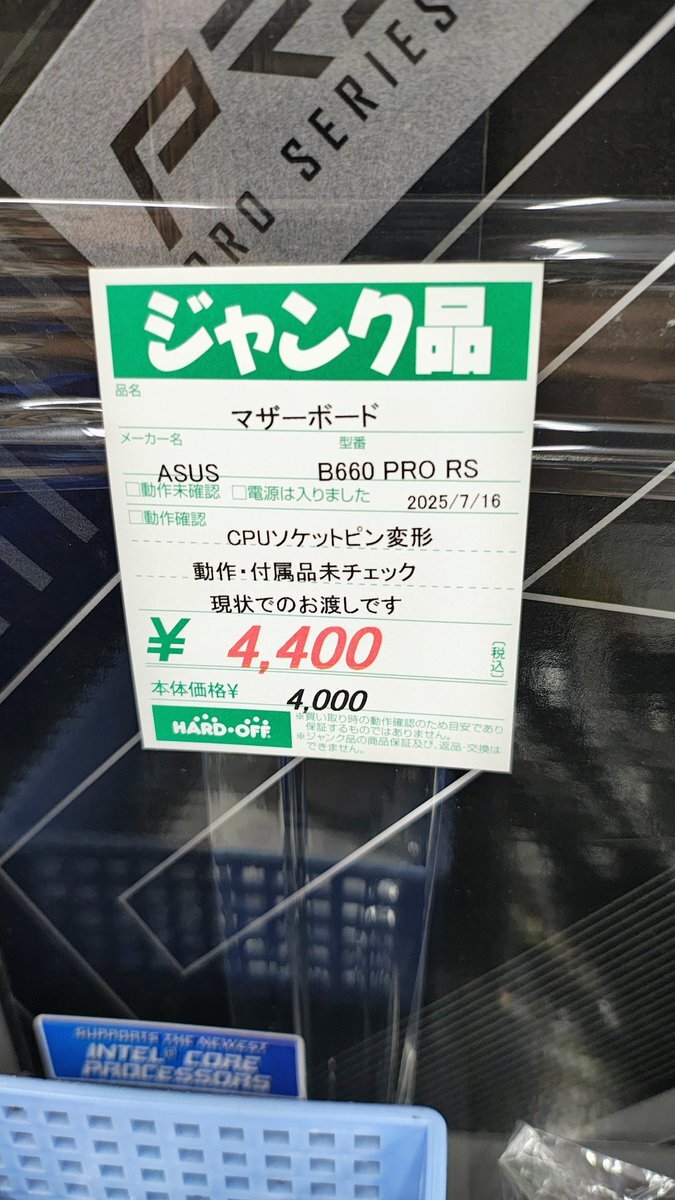 PRO SERIES
ジャンク品
品名
マザーボード
メーカー名 型番
ASUS B660 PRO RS
□動作未確認 □電源は入りました 2025/7/16
□動作確認
CPUソケットピン変形
動作・付属品未チェック
現状でのお渡しです
¥ 4,400 〔税込〕
本体価格¥ 4,000
HARD・OFF
※買い取り時の動作確認のため目安であり
保証するものではありません。
※ジャンク品の商品保証及び、返品・交換は
できません。
SUPPORTS THE NEWEST
INTEL® CORE
PROCESSORS